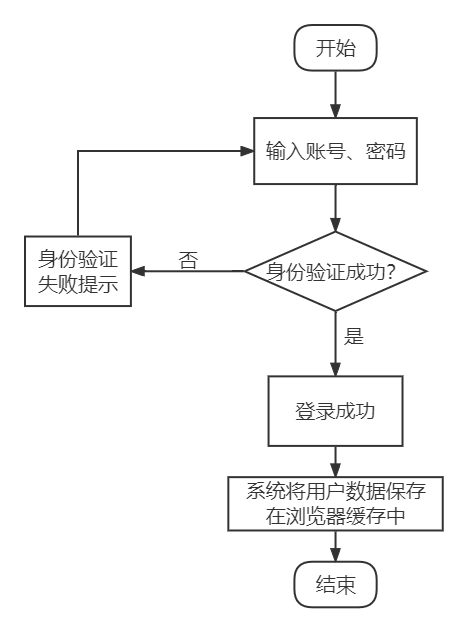 开始
输入账号、密码
身份验证
失败提示
否
身份验证成功？
是
登录成功
系统将用户数据保存
在浏览器缓存中
结束